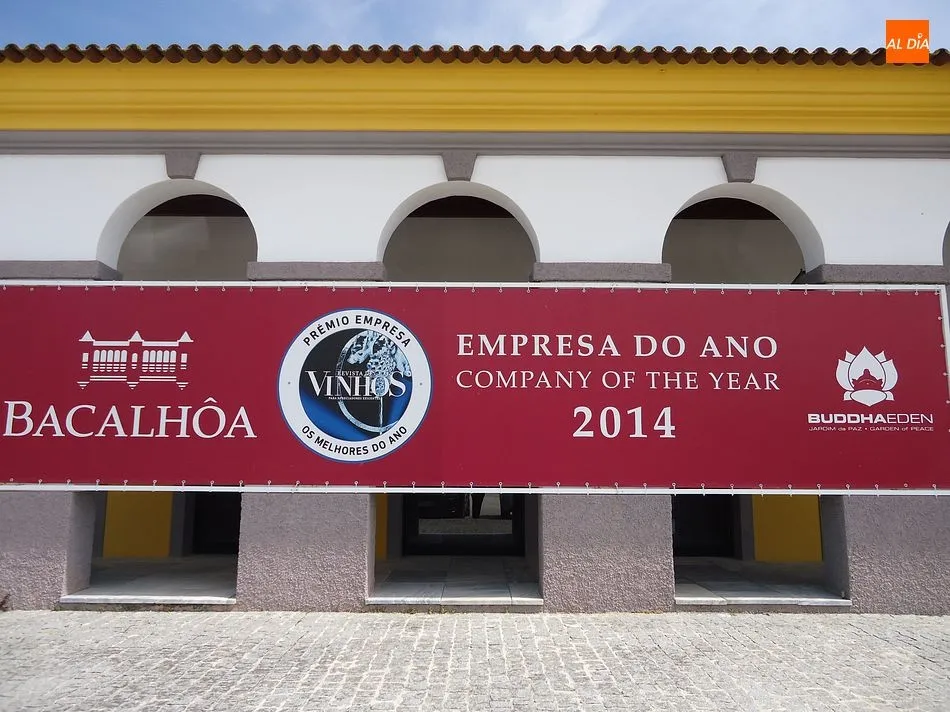 AL DÍA
BACALHÔA
PRÉMIO EMPRESA
REVISTA DE
VINHOS
OS MELHORES DO ANO
EMPRESA DO ANO
COMPANY OF THE YEAR
2014
BUDDHAEDEN
JARDIM da PAZ • GARDEN of PEACE